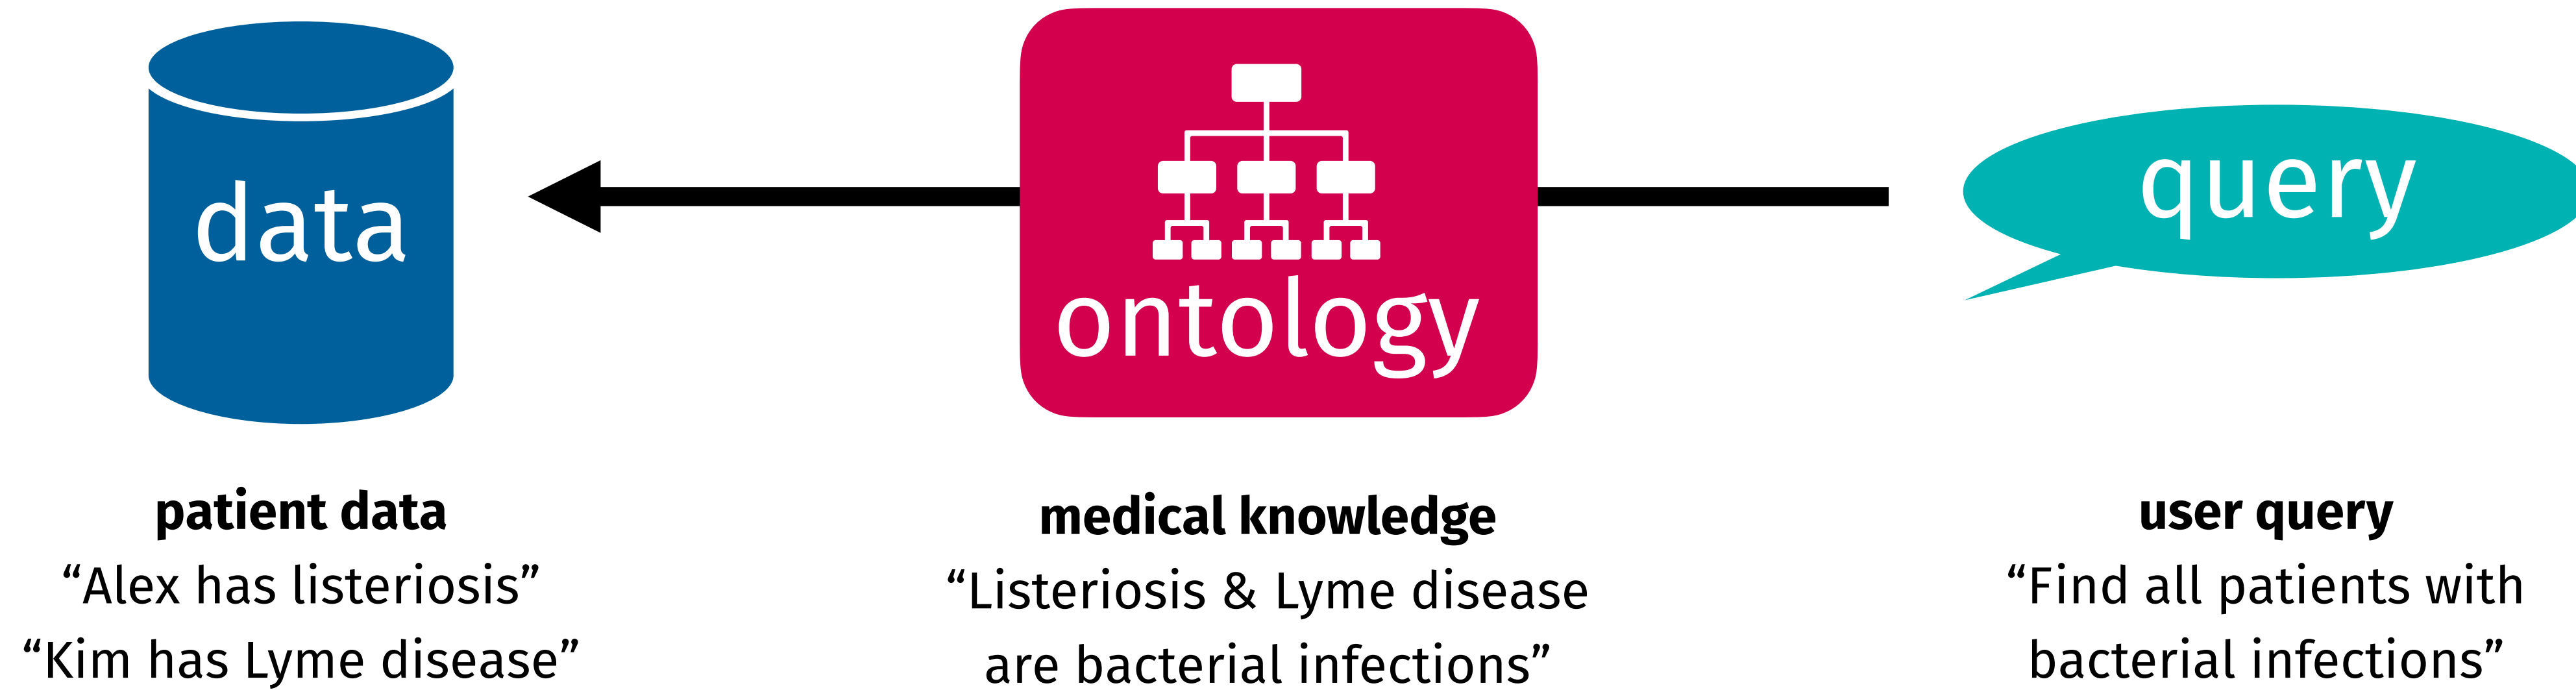 data
ontology
query
patient data
“Alex has listeriosis”
“Kim has Lyme disease”
medical knowledge
“Listeriosis & Lyme disease
are bacterial infections”
user query
“Find all patients with
bacterial infections”